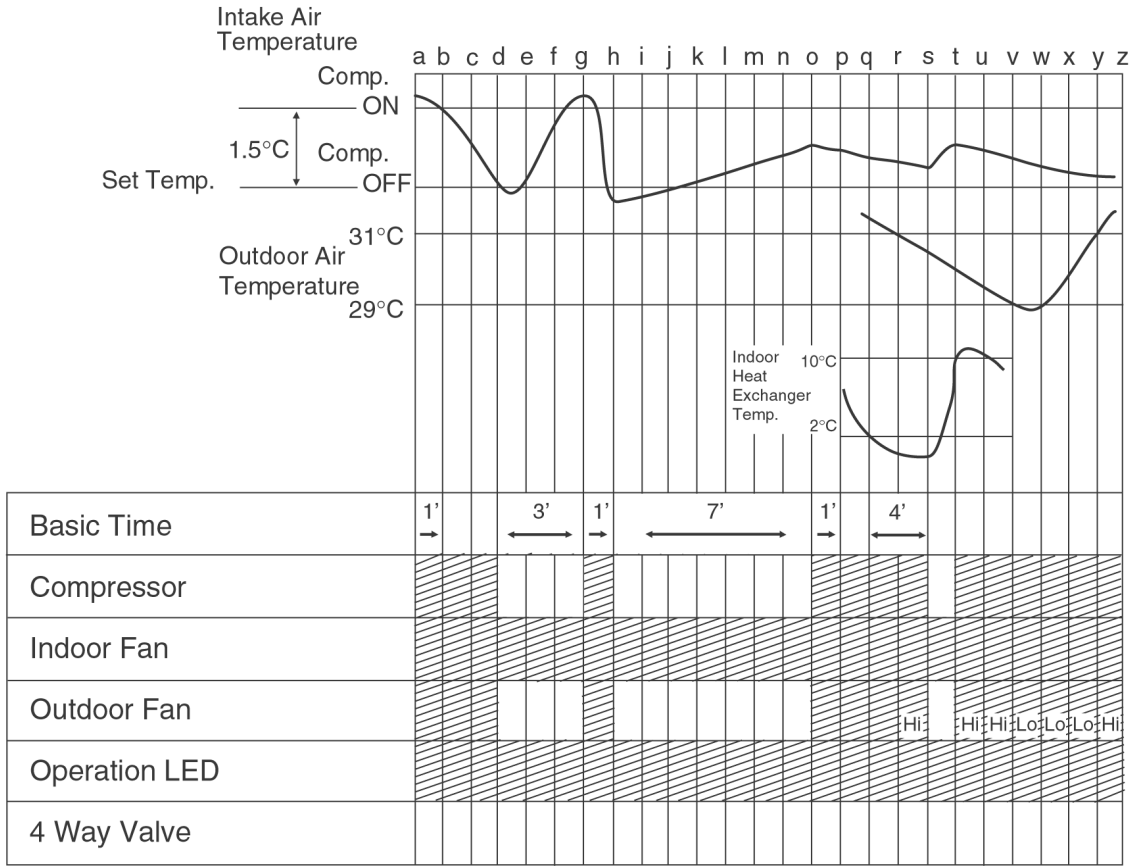 Intake Air
Temperature
a b c d e f g h i j k l m n o p q r s t u v w x y z
Comp.
ON
1.5°C
Comp.
Set Temp.
OFF
31°C
Outdoor Air
Temperature
29°C
Indoor 10°C
Heat
Exchanger
Temp.
2°C
Basic Time 1’ 3’ 1’ 7’ 1’ 4’
Compressor
Indoor Fan
Outdoor Fan Hi Hi Hi Lo Lo Lo Hi
Operation LED
4 Way Valve